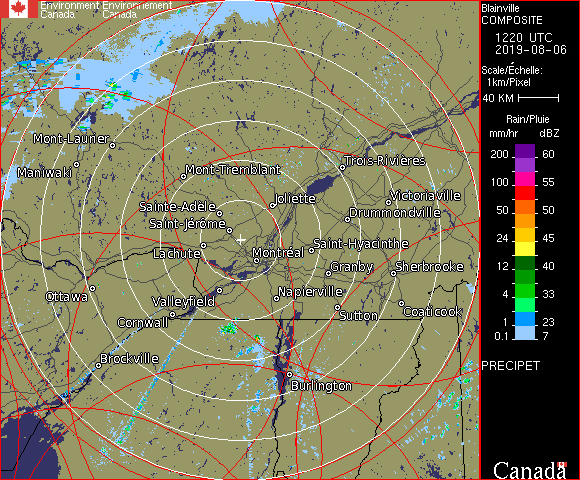 Environment Environnement
Canada Canada
Blainville
COMPOSITE
1220 UTC
2019-08-06
Scale/Échelle:
1km/Pixel
40 KM
Rain/Pluie
mm/hr dBZ
200 60
100 55
50 50
24 45
12 40
4 33
1 23
0.1 7
PRECIPET
Canada
Mont-Laurier
Maniwaki
Mont-Tremblant
Trois-Rivières
Joliette
Victoriaville
Sainte-Adèle
Drummondville
Saint-Jérôme
Lachute
Montréal
Saint-Hyacinthe
Granby
Sherbrooke
Ottawa
Valleyfield
Napierville
Cornwall
Sutton
Coaticook
Brockville
Burlington